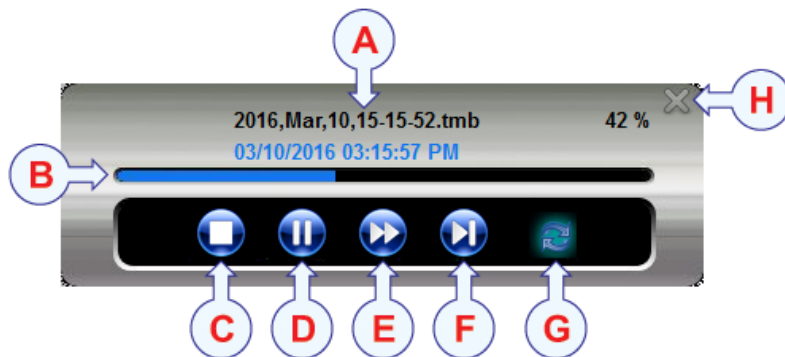 A
H
2016,Mar,10,15-15-52.tmb 42 %
03/10/2016 03:15:57 PM
B
C D E F G